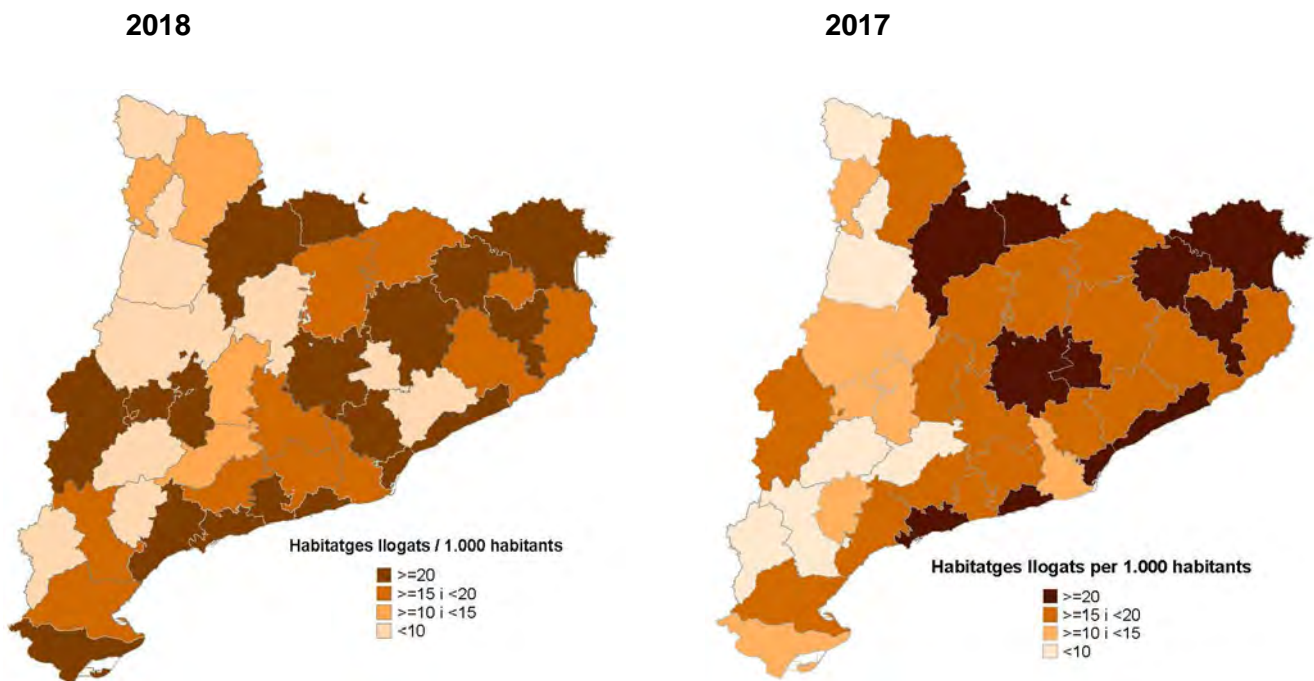 2018
2017
Habitatges llogats / 1.000 habitants
>=20
>=15 i <20
>=10 i <15
<10
Habitatges llogats per 1.000 habitants
>=20
>=15 i <20
>=10 i <15
<10